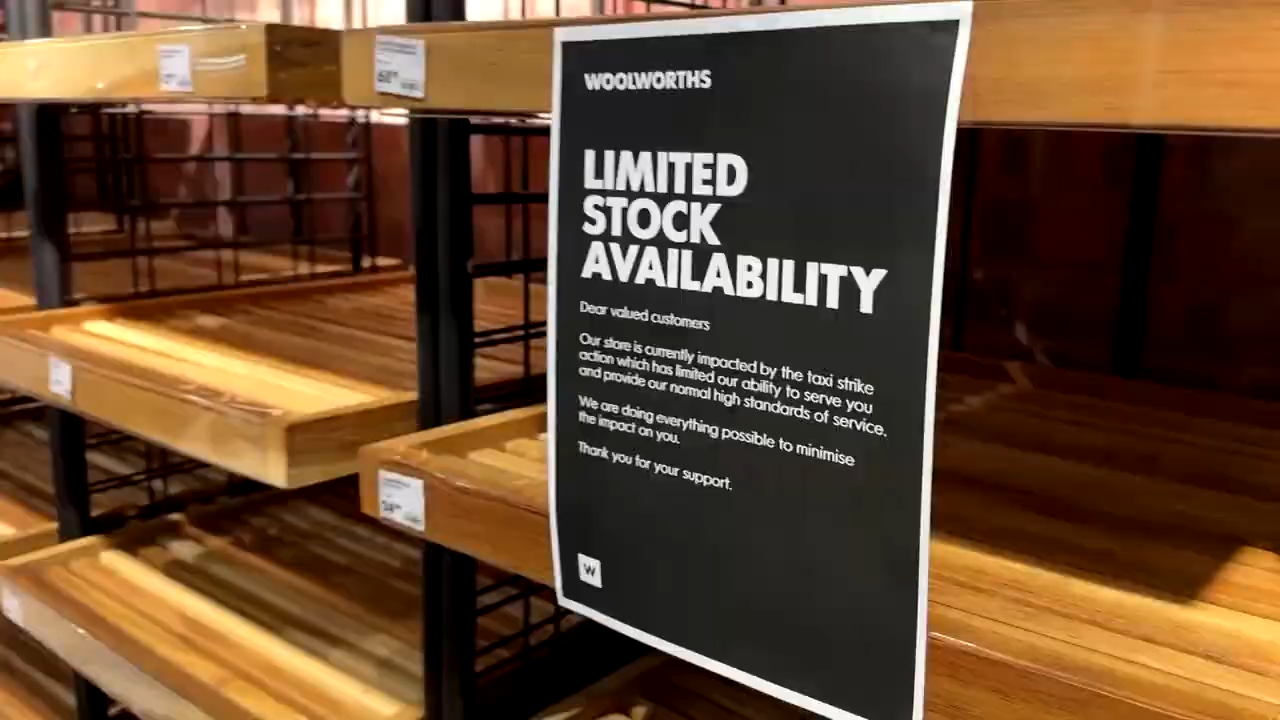 WOOLWORTHS
LIMITED
STOCK
AVAILABILITY
Dear valued customers
Our store is currently impacted by the taxi strike
action which has limited our ability to serve you
and provide our normal high standards of service.
We are doing everything possible to minimise
the impact on you.
Thank you for your support.
W